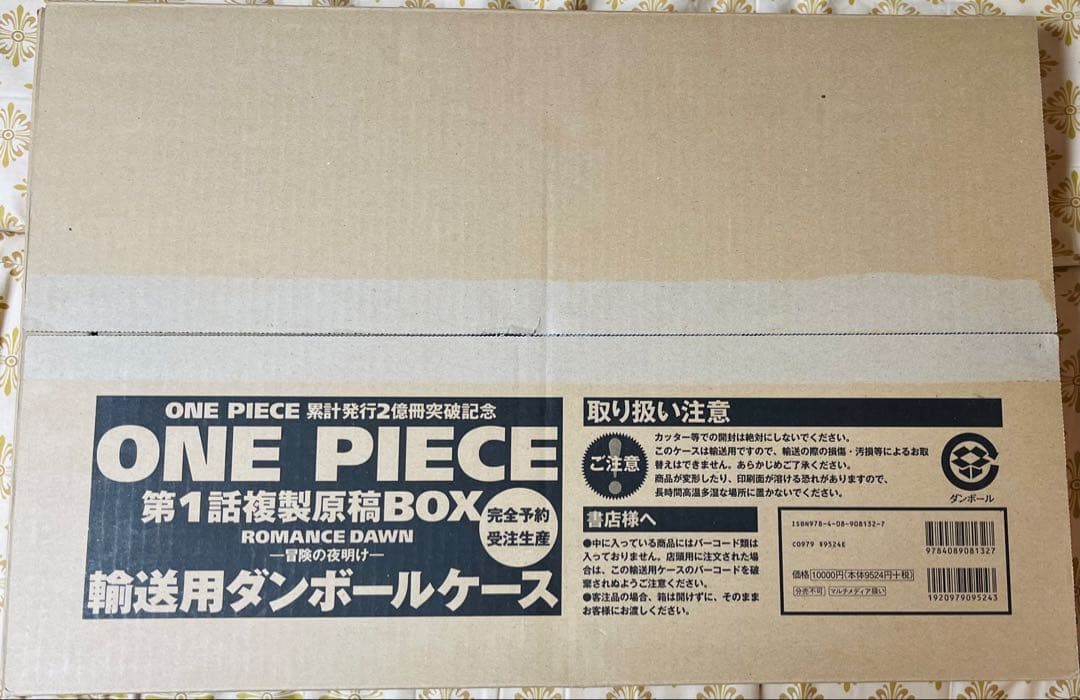 ONE PIECE 累計発行2億冊突破記念
ONE PIECE
第1話複製原稿BOX
完全予約
受注生産
ROMANCE DAWN
―冒険の夜明け―
輸送用ダンボールケース
取り扱い注意
ご注意
カッター等での開封は絶対にしないでください。
このケースは輸送用ですので、輸送の際の損傷・汚損等によるお取
替えはできません。あらかじめご了承ください。
商品が変形したり、印刷面が溶ける恐れがありますので、
長時間高温多湿な場所に置かないでください。
ダンボール
書店様へ
●中に入っている商品にはバーコード類は
入っておりません。店頭用に注文された場
合は、この輸送用ケースのバーコードを破
棄されぬようご注意ください。
●客注品の場合、箱は開けずに、そのまま
お客様にお渡しください。
ISBN978-4-08-908132-7
C0979 ¥9524E
価格 10000円(本体9524円+税)
分売不可 マルチメディア扱い
9784089081327
1920979095243